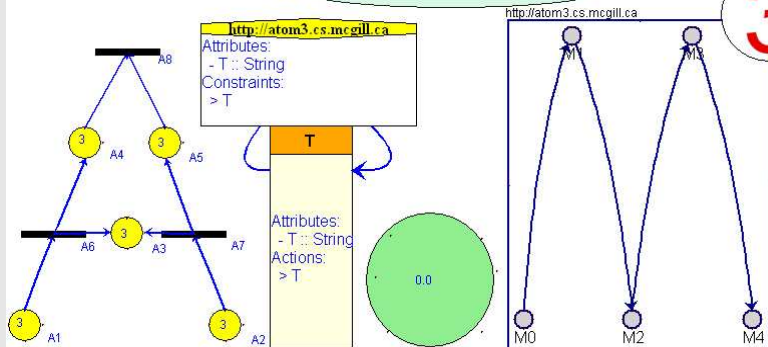 http://atom3.cs.mcgill.ca
A8
3
A4
3
A5
A6
3
A3
A7
3
A1
3
A2
http://atom3.cs.mcgill.ca
Attributes:
- T :: String
Constraints:
> T
T
Attributes:
- T :: String
Actions:
> T
0.0
3
M1
M3
M0
M2
M4